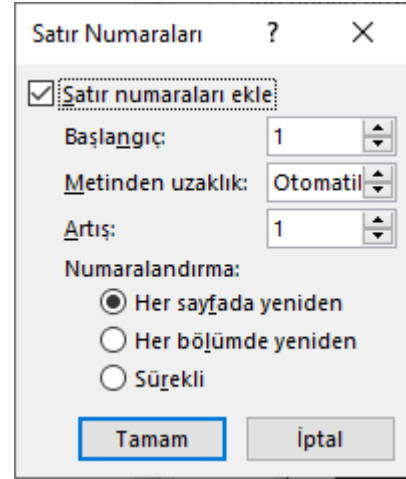 Satır Numaraları ? ×
Satır numaraları ekle
Başlangıç: 1
Metinden uzaklık: Otomatil
Artış: 1
Numaralandırma:
Her sayfada yeniden
Her bölümde yeniden
Sürekli
Tamam İptal